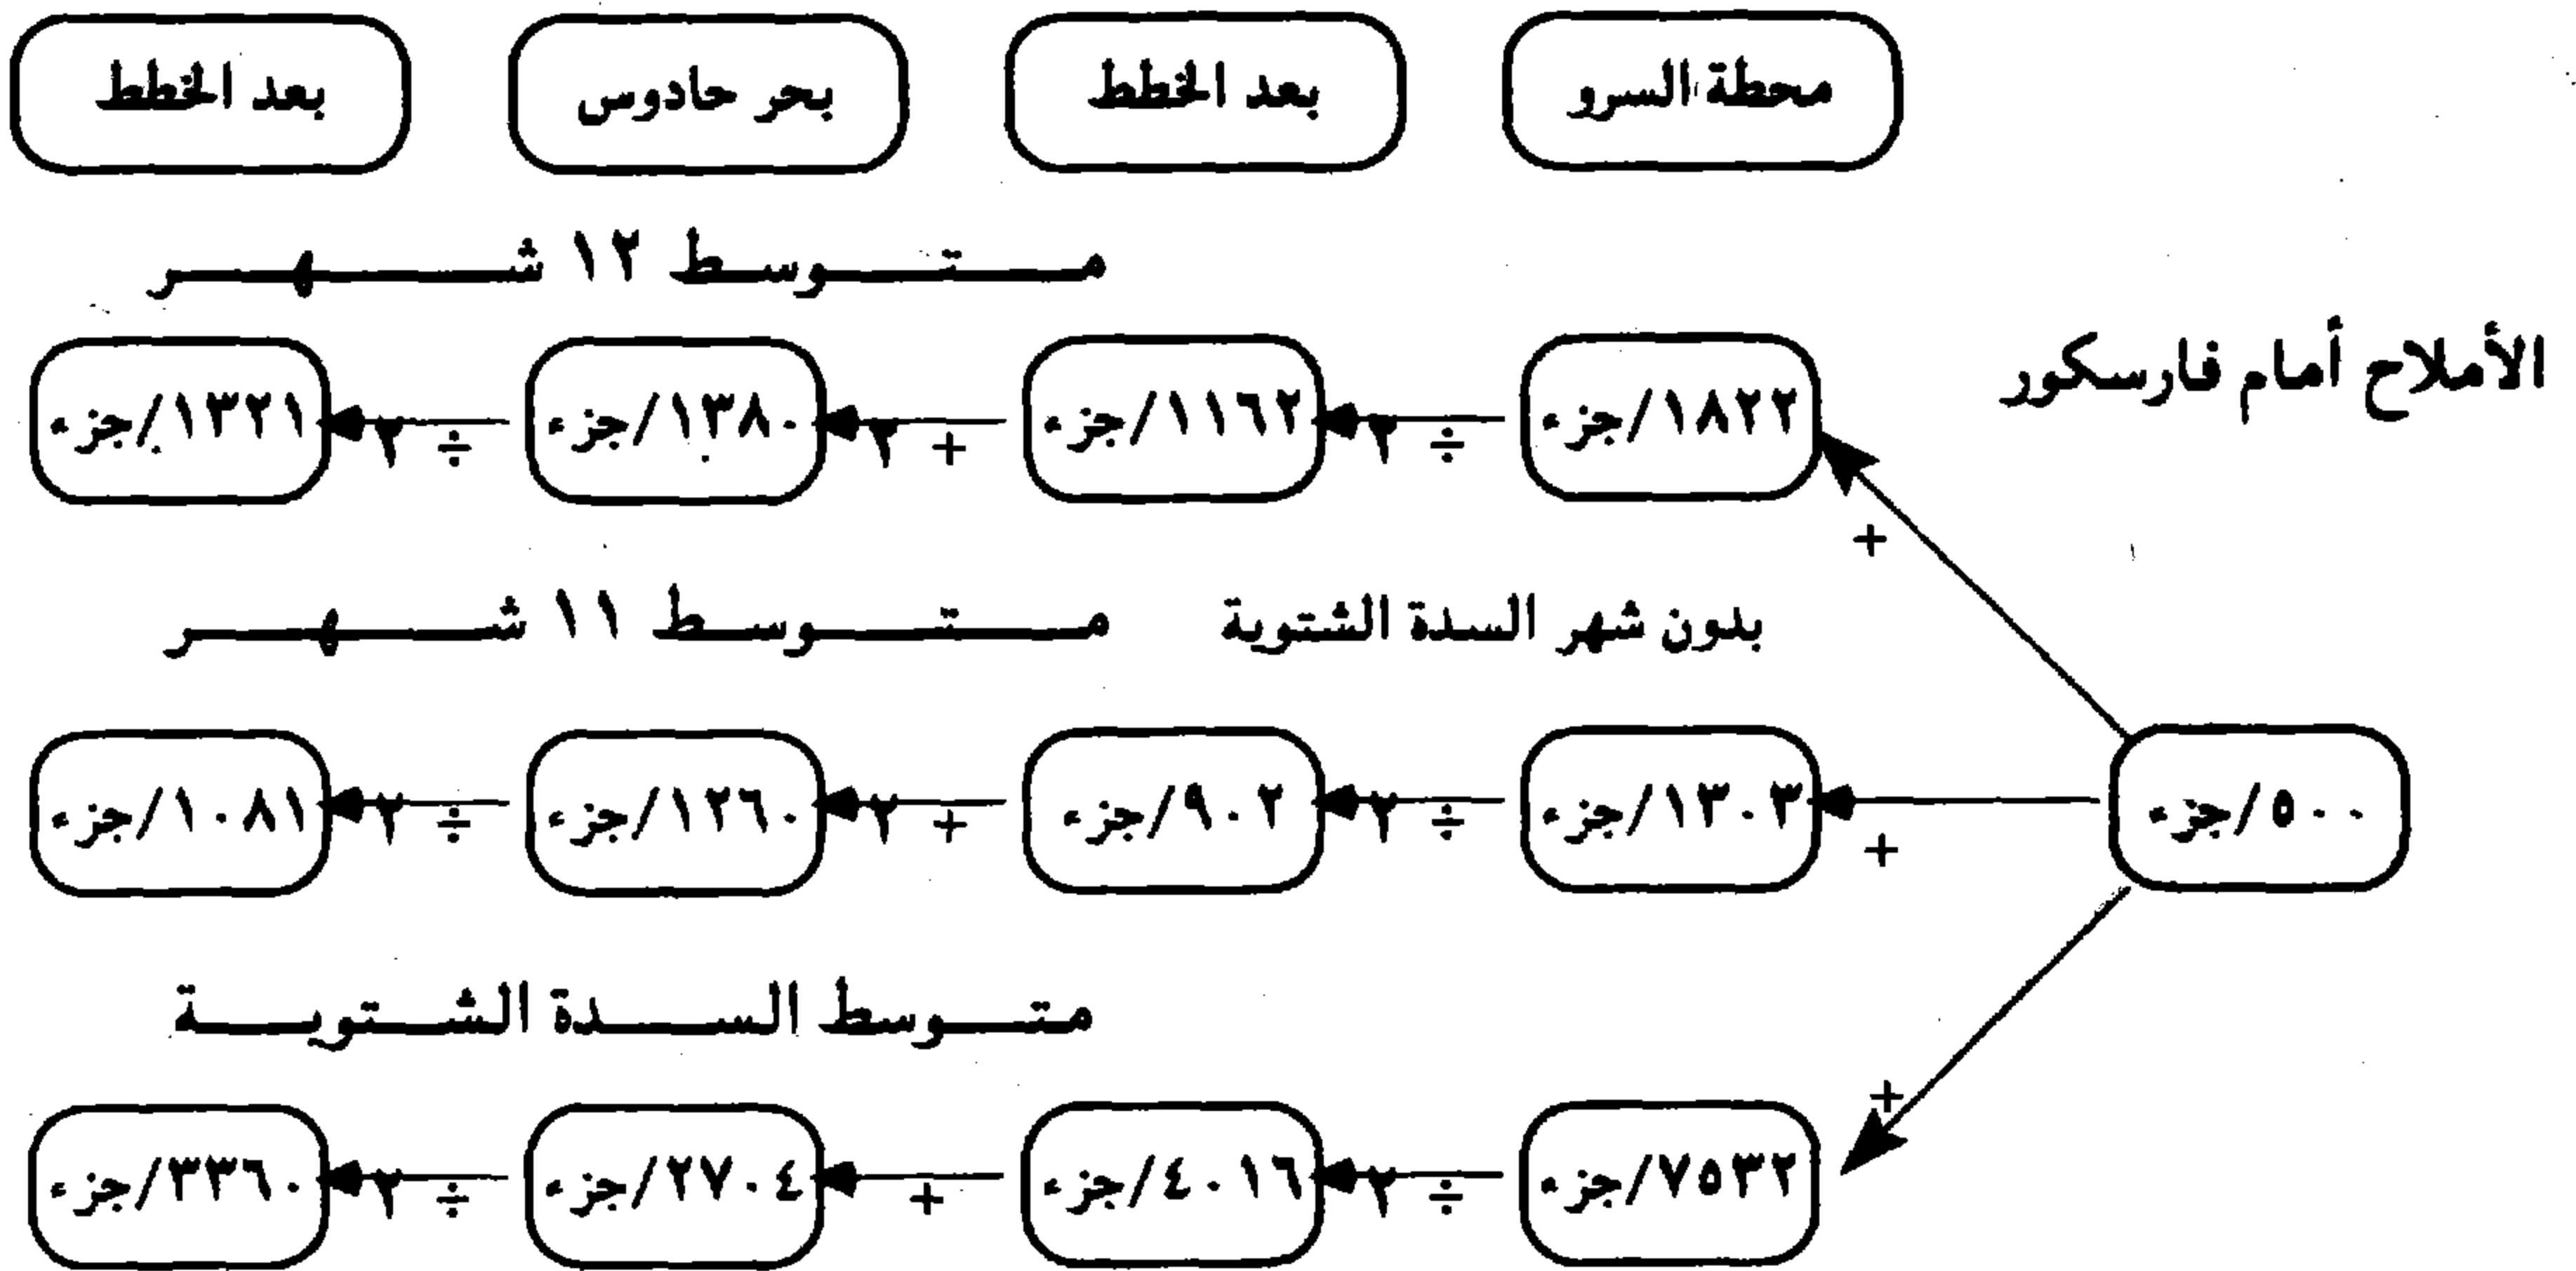 محطة السرو بعد الخطط بحر حادوس بعد الخطط
متوسط ١٢ شهر
الأملاح أمام فارسكور
١٨٢٢/جزء ÷ ٢ ١١٦٢/جزء + ٢ ١٣٨٠/جزء ÷ ٢ ١٣٢١/جزء
+
بدون شهر السدة الشتوية متوسط ١١ شهر
٥٠٠/جزء + ١٣٠٣/جزء ÷ ٢ ٩٠٢/جزء + ٢ ١٢٦٠/جزء ÷ ٢ ١٠٨١/جزء
متوسط السدة الشتوية
+
٧٥٣٢/جزء ÷ ٢ ٤٠١٦/جزء + ٢٧٠٤/جزء ÷ ٢ ٣٣٦٠/جزء